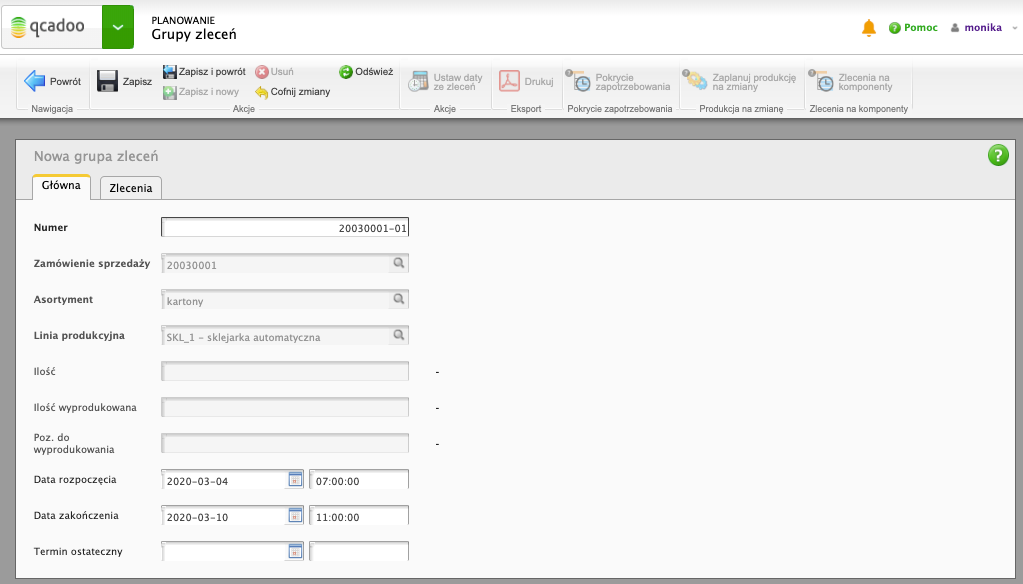 qcadoo
PLANOWANIE
Grupy zleceń
Pomoc
monika
Powrót
Zapisz
Zapisz i powrót
Usuń
Odśwież
Zapisz i nowy
Cofnij zmiany
Ustaw daty
ze zleceń
Drukuj
Pokrycie
zapotrzebowania
Zaplanuj produkcję
na zmiany
Zlecenia na
komponenty
Nawigacja
Akcje
Akcje
Eksport
Pokrycie zapotrzebowania
Produkcja na zmianę
Zlecenia na komponenty
Nowa grupa zleceń
?
Główna
Zlecenia
Numer
20030001-01
Zamówienie sprzedaży
20030001
Asortyment
kartony
Linia produkcyjna
SKL_1 - sklejarka automatyczna
Ilość
-
Ilość wyprodukowana
-
Poz. do
wyprodukowania
-
Data rozpoczęcia
2020-03-04
07:00:00
Data zakończenia
2020-03-10
11:00:00
Termin ostateczny